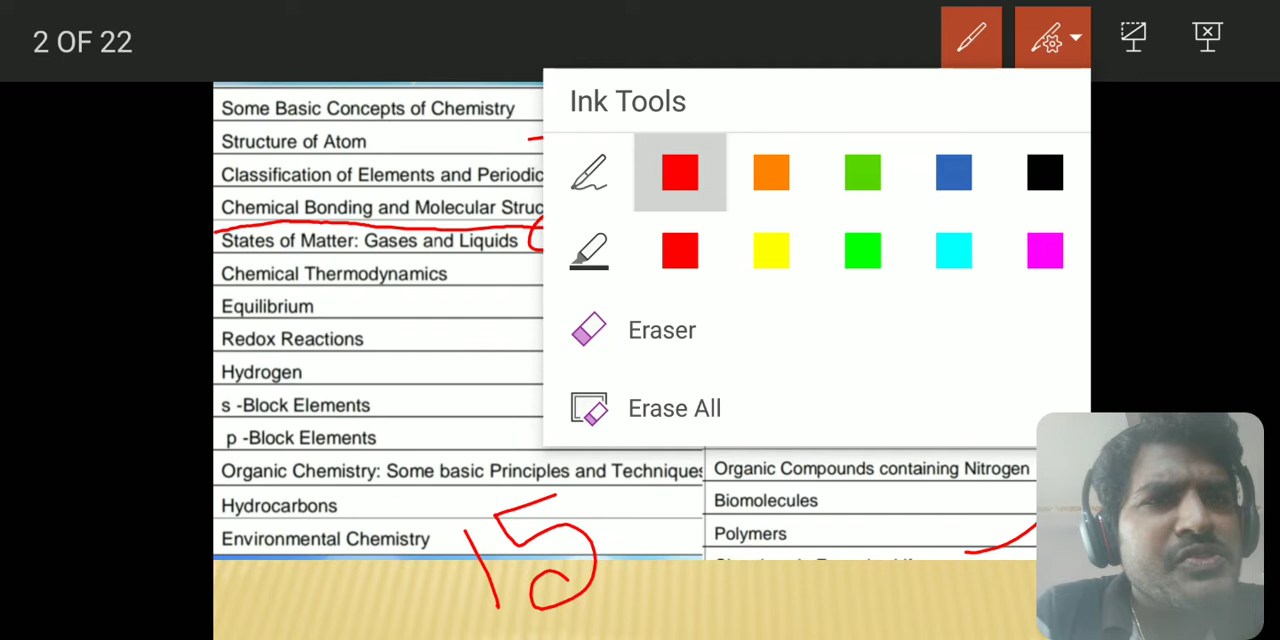 2 OF 22
Ink Tools
Some Basic Concepts of Chemistry
Structure of Atom
Classification of Elements and Periodic
Chemical Bonding and Molecular Struc
States of Matter: Gases and Liquids
Chemical Thermodynamics
Equilibrium
Redox Reactions
Hydrogen
s -Block Elements
p -Block Elements
Organic Chemistry: Some basic Principles and Techniques
Hydrocarbons
Environmental Chemistry
15
Eraser
Erase All
Organic Compounds containing Nitrogen
Biomolecules
Polymers